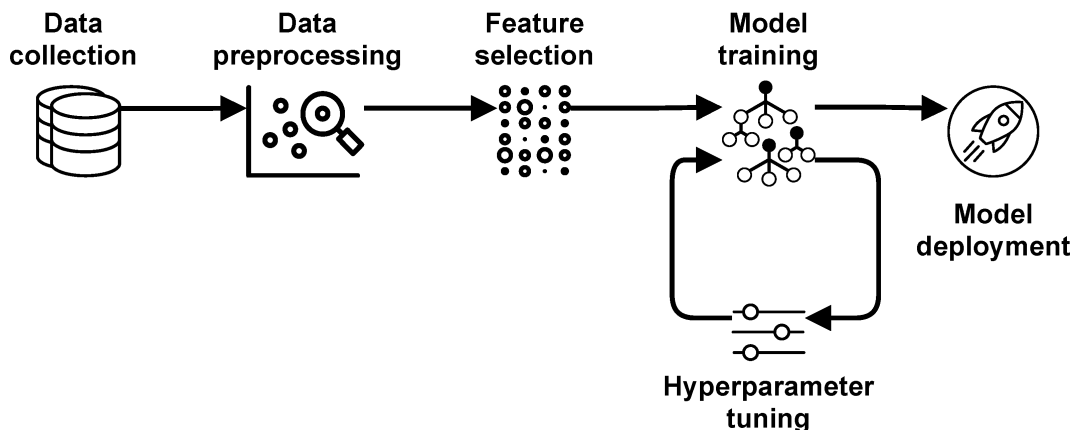 Data
collection
Data
preprocessing
Feature
selection
Model
training
Model
deployment
Hyperparameter
tuning